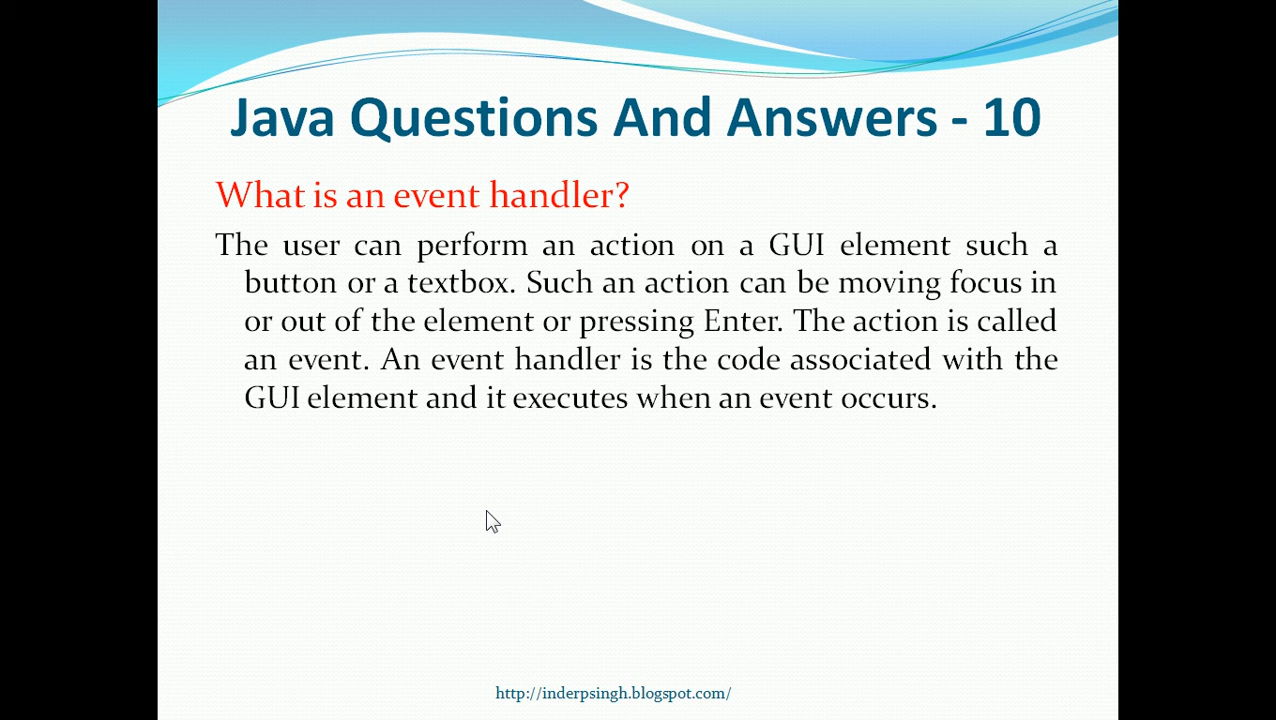 Java Questions And Answers - 10
What is an event handler?
The user can perform an action on a GUI element such a
button or a textbox. Such an action can be moving focus in
or out of the element or pressing Enter. The action is called
an event. An event handler is the code associated with the
GUI element and it executes when an event occurs.
http://inderpsingh.blogspot.com/